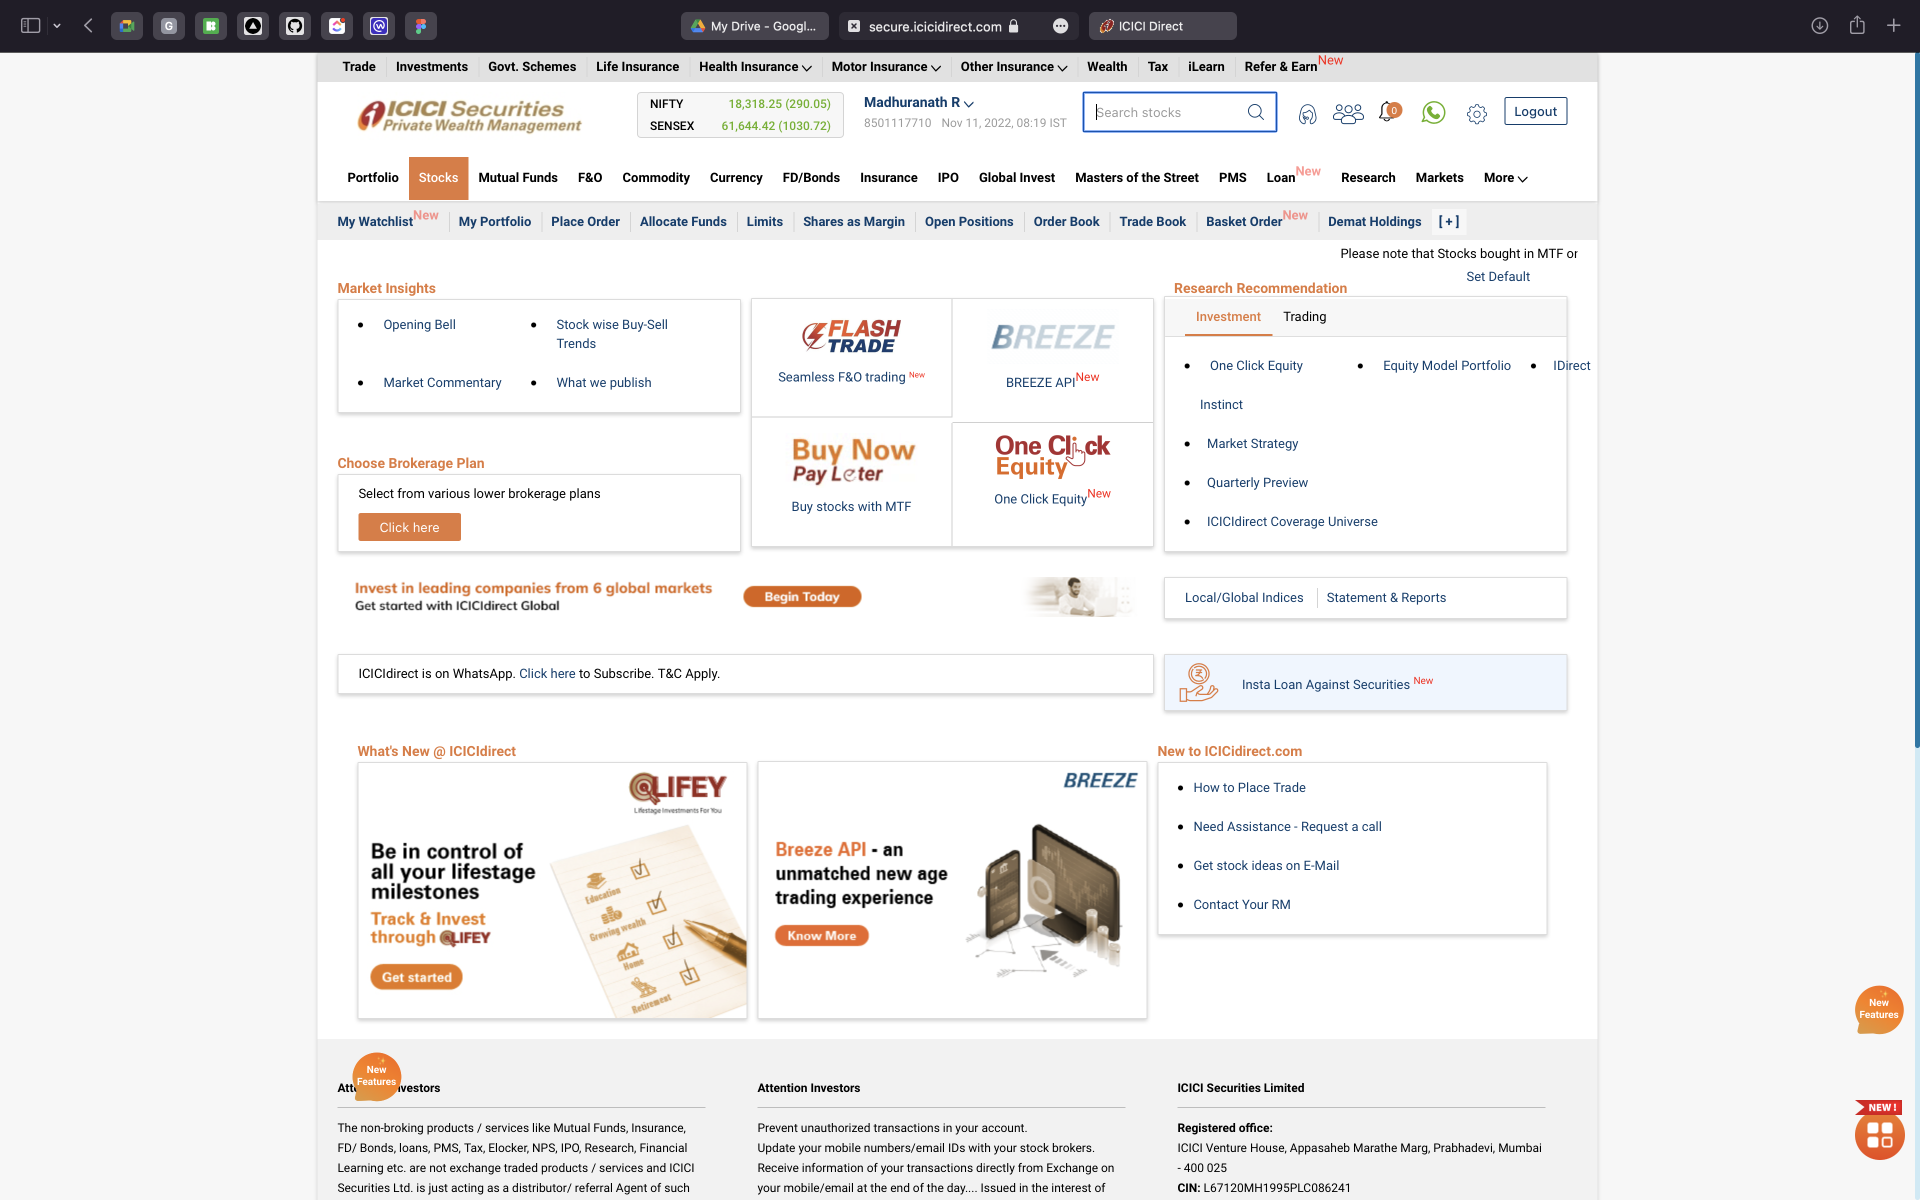 My Drive - Googl...
secure.icicidirect.com
ICICI Direct
Trade Investments Govt. Schemes Life Insurance Health Insurance Motor Insurance Other Insurance Wealth Tax iLearn Refer & Earn New
ICICI Securities
Private Wealth Management
NIFTY 18,318.25 (290.05)
SENSEX 61,644.42 (1030.72)
Madhuranath R
8501117710 Nov 11, 2022, 08:19 IST
Search stocks
0
Logout
Portfolio Stocks Mutual Funds F&O Commodity Currency FD/Bonds Insurance IPO Global Invest Masters of the Street PMS Loan New Research Markets More
My Watchlist New My Portfolio Place Order Allocate Funds Limits Shares as Margin Open Positions Order Book Trade Book Basket Order New Demat Holdings [ + ]
Please note that Stocks bought in MTF or
Set Default
Market Insights
Opening Bell
Stock wise Buy-Sell
Trends
Market Commentary
What we publish
Choose Brokerage Plan
Select from various lower brokerage plans
Click here
FLASH
TRADE
Seamless F&O trading New
BREEZE
BREEZE API New
Buy Now
Pay Later
Buy stocks with MTF
One Click
Equity
One Click Equity New
Research Recommendation
Investment Trading
One Click Equity
Equity Model Portfolio
IDirect
Instinct
Market Strategy
Quarterly Preview
ICICIdirect Coverage Universe
Invest in leading companies from 6 global markets
Get started with ICICIdirect Global
Begin Today
Local/Global Indices Statement & Reports
ICICIdirect is on WhatsApp. Click here to Subscribe. T&C Apply.
Insta Loan Against Securities New
What's New @ ICICIdirect
LIFEY
Lifestage Investments For You
Be in control of
all your lifestage
milestones
Track & Invest
through LIFEY
Get started
Education
Growing wealth
Home
Retirement
BREEZE
Breeze API - an
unmatched new age
trading experience
Know More
New to ICICidirect.com
How to Place Trade
Need Assistance - Request a call
Get stock ideas on E-Mail
Contact Your RM
New
Features
New
Features
NEW !
Att vestors
The non-broking products / services like Mutual Funds, Insurance,
FD/ Bonds, loans, PMS, Tax, Elocker, NPS, IPO, Research, Financial
Learning etc. are not exchange traded products / services and ICICI
Securities Ltd. is just acting as a distributor/ referral Agent of such
Attention Investors
Prevent unauthorized transactions in your account.
Update your mobile numbers/email IDs with your stock brokers.
Receive information of your transactions directly from Exchange on
your mobile/email at the end of the day.... Issued in the interest of
ICICI Securities Limited
Registered office:
ICICI Venture House, Appasaheb Marathe Marg, Prabhadevi, Mumbai
- 400 025
CIN: L67120MH1995PLC086241